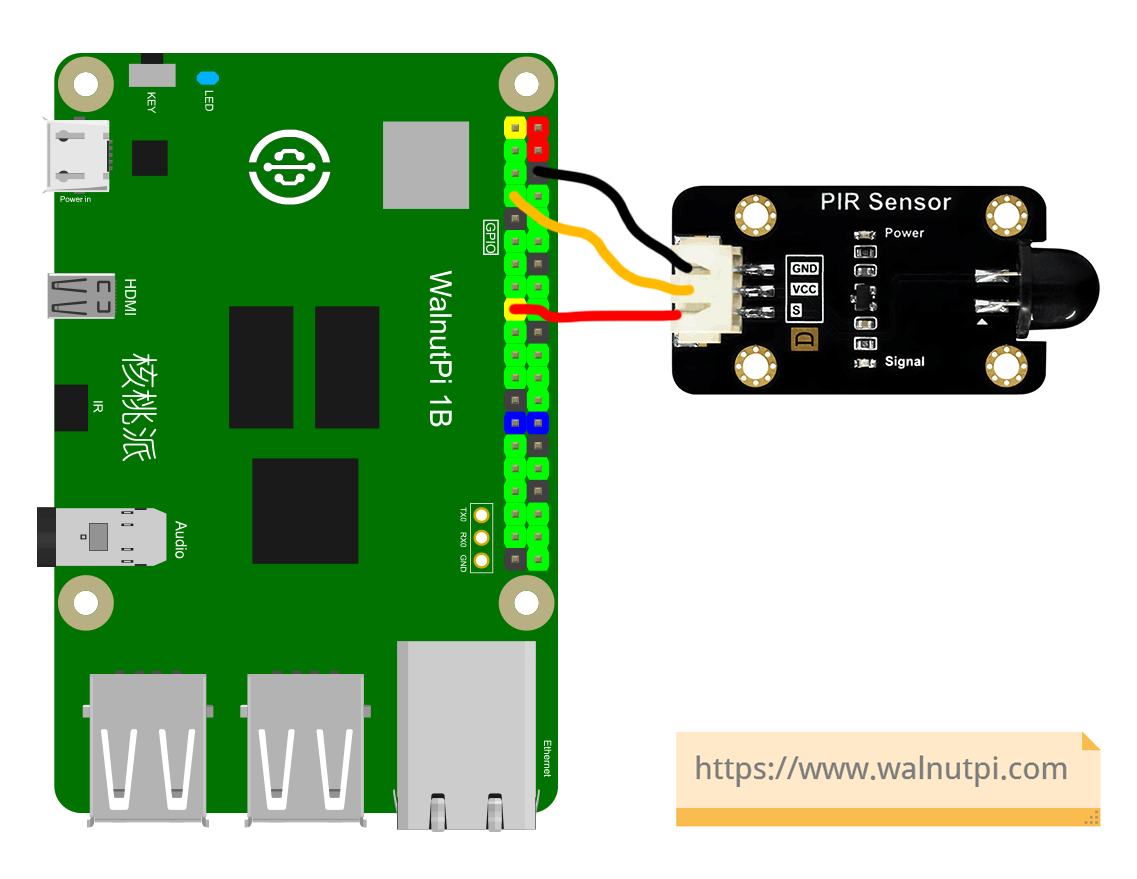 KEY
LED
Power in
GPIO
HDMI
WalnutPi 1B
核桃派
IR
TX0
RX0
GND
Audio
Ethernet
PIR Sensor
Power
GND
VCC
S
D
Signal
https://www.walnutpi.com